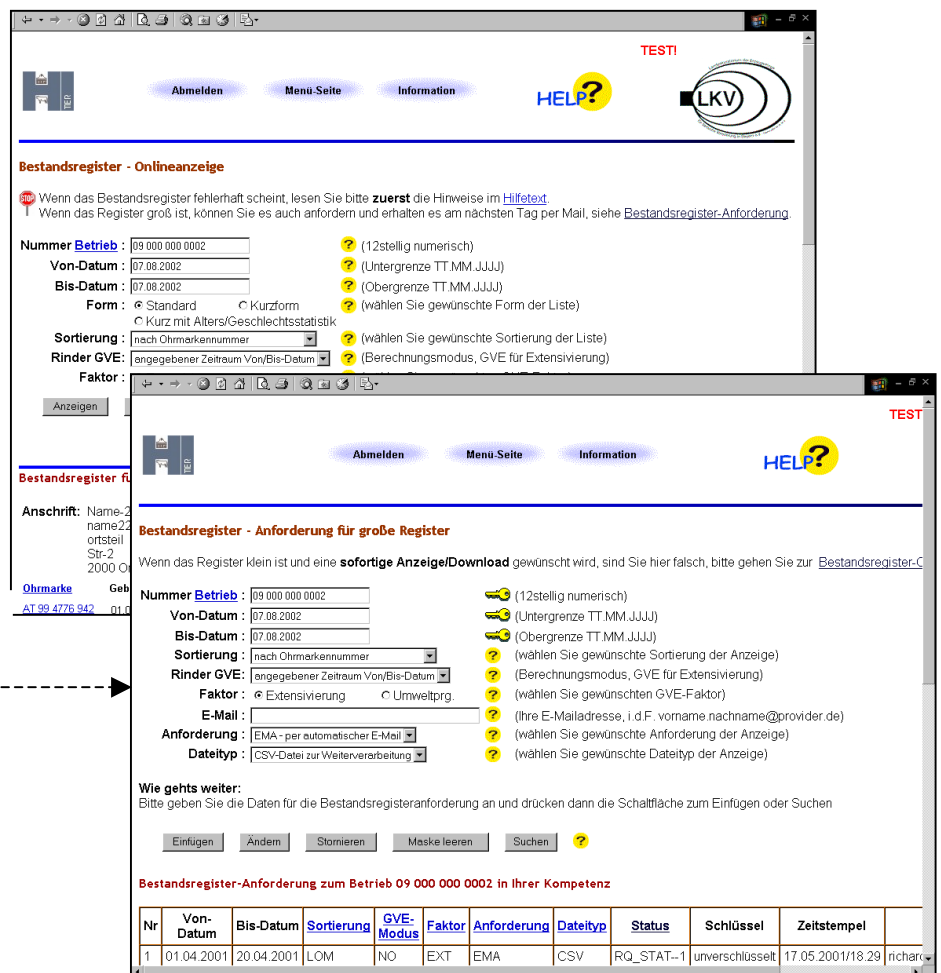 TEST!
TIER
Abmelden Menü-Seite Information
HELP?
LKV
Bestandsregister - Onlineanzeige
STOP Wenn das Bestandsregister fehlerhaft scheint, lesen Sie bitte zuerst die Hinweise im Hilfetext.
Wenn das Register groß ist, können Sie es auch anfordern und erhalten es am nächsten Tag per Mail, siehe Bestandsregister-Anforderung.
Nummer Betrieb : 09 000 000 0002 ? (12stellig numerisch)
Von-Datum : 07.08.2002 ? (Untergrenze TT.MM.JJJJ)
Bis-Datum : 07.08.2002 ? (Obergrenze TT.MM.JJJJ)
Form : Standard Kurzform ? (wählen Sie gewünschte Form der Liste)
Kurz mit Alters/Geschlechtsstatistik
Sortierung : nach Ohrmarkennummer ? (wählen Sie gewünschte Sortierung der Liste)
Rinder GVE: angegebener Zeitraum Von/Bis-Datum ? (Berechnungsmodus, GVE für Extensivierung)
Faktor :
Anzeigen
Bestandsregister fü
Anschrift: Name-2
name22
ortsteil
Str-2
2000 Or
Ohrmarke Geb
AT 99 4776 942 01.0
TEST
TIER
Abmelden Menü-Seite Information
HELP?
Bestandsregister - Anforderung für große Register
Wenn das Register klein ist und eine sofortige Anzeige/Download gewünscht wird, sind Sie hier falsch, bitte gehen Sie zur Bestandsregister-O
Nummer Betrieb : 09 000 000 0002 (12stellig numerisch)
Von-Datum : 07.08.2002 (Untergrenze TT.MM.JJJJ)
Bis-Datum : 07.08.2002 (Obergrenze TT.MM.JJJJ)
Sortierung : nach Ohrmarkennummer ? (wählen Sie gewünschte Sortierung der Anzeige)
Rinder GVE: angegebener Zeitraum Von/Bis-Datum ? (Berechnungsmodus, GVE für Extensivierung)
Faktor : Extensivierung Umweltprg. ? (wählen Sie gewünschten GVE-Faktor)
E-Mail : ? (Ihre E-Mailadresse, i.d.F. vorname.nachname@provider.de)
Anforderung : EMA - per automatischer E-Mail ? (wählen Sie gewünschte Anforderung der Anzeige)
Dateityp : CSV-Datei zur Weiterverarbeitung ? (wählen Sie gewünschte Dateityp der Anzeige)
Wie gehts weiter:
Bitte geben Sie die Daten für die Bestandsregisteranforderung an und drücken dann die Schaltfläche zum Einfügen oder Suchen
Einfügen Ändern Stornieren Maske leeren Suchen ?
Bestandsregister-Anforderung zum Betrieb 09 000 000 0002 in Ihrer Kompetenz
Nr Von-Datum Bis-Datum Sortierung GVE-Modus Faktor Anforderung Dateityp Status Schlüssel Zeitstempel
1 01.04.2001 20.04.2001 LOM NO EXT EMA CSV RQ_STAT--1 unverschlüsselt 17.05.2001/18.29 richard